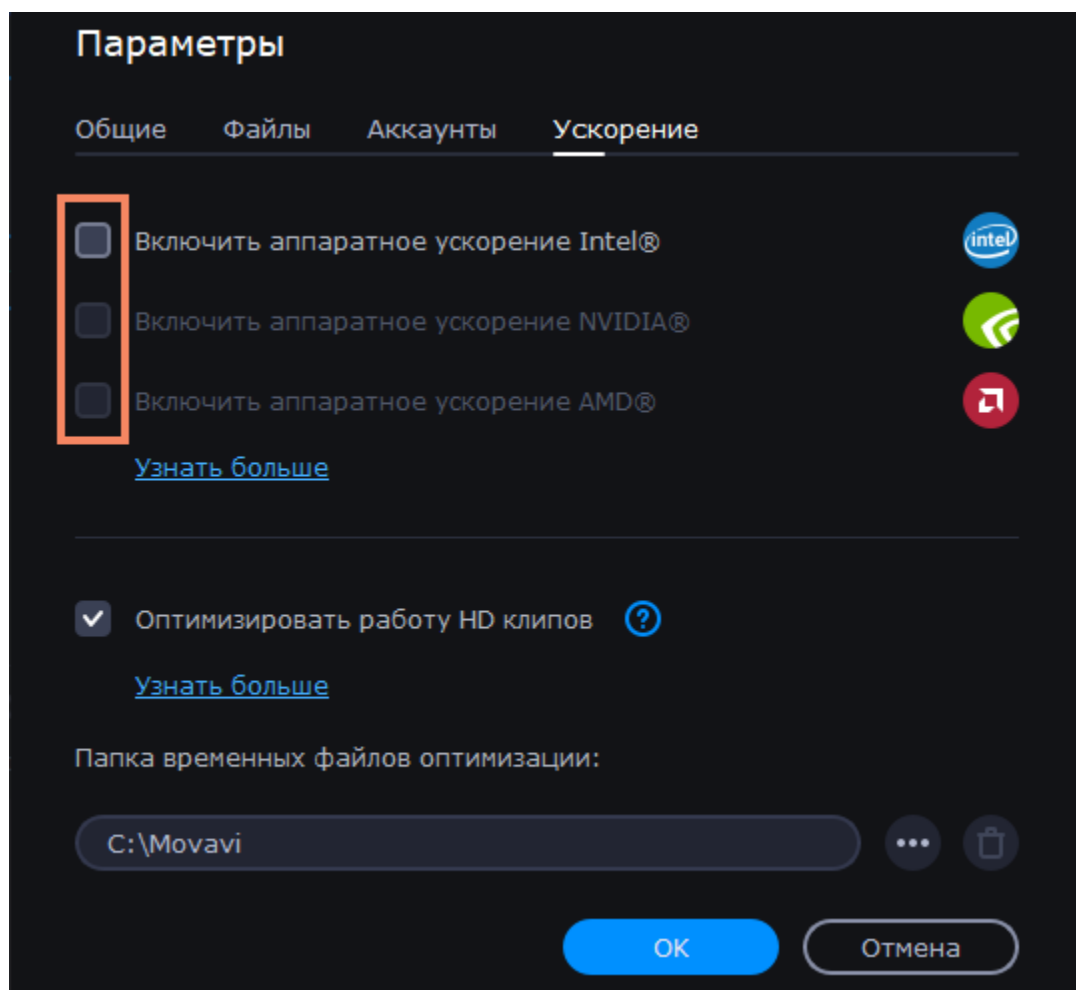 Параметры
Общие Файлы Аккаунты Ускорение
Включить аппаратное ускорение Intel®
intel
Включить аппаратное ускорение NVIDIA®
Включить аппаратное ускорение AMD®
Узнать больше
Оптимизировать работу HD клипов ?
Узнать больше
Папка временных файлов оптимизации:
C:\Movavi
OK Отмена